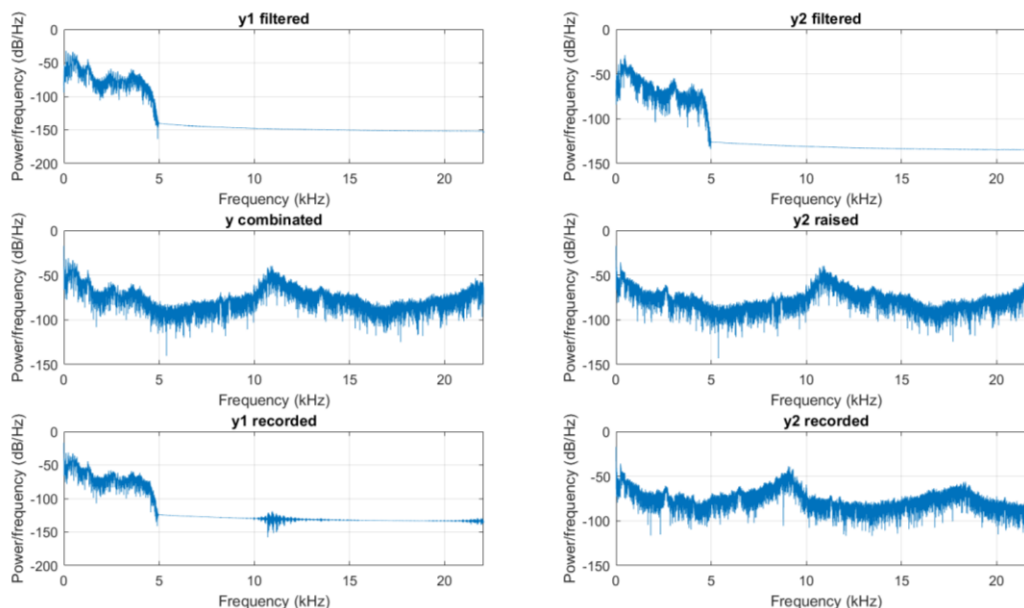 y1 filtered
Power/frequency (dB/Hz)
0
-50
-100
-150
-200
0 5 10 15 20
Frequency (kHz)
y2 filtered
Power/frequency (dB/Hz)
0
-50
-100
-150
0 5 10 15 20
Frequency (kHz)
y combinated
Power/frequency (dB/Hz)
0
-50
-100
-150
0 5 10 15 20
Frequency (kHz)
y2 raised
Power/frequency (dB/Hz)
0
-50
-100
-150
0 5 10 15 20
Frequency (kHz)
y1 recorded
Power/frequency (dB/Hz)
0
-50
-100
-150
-200
0 5 10 15 20
Frequency (kHz)
y2 recorded
Power/frequency (dB/Hz)
0
-50
-100
-150
0 5 10 15 20
Frequency (kHz)